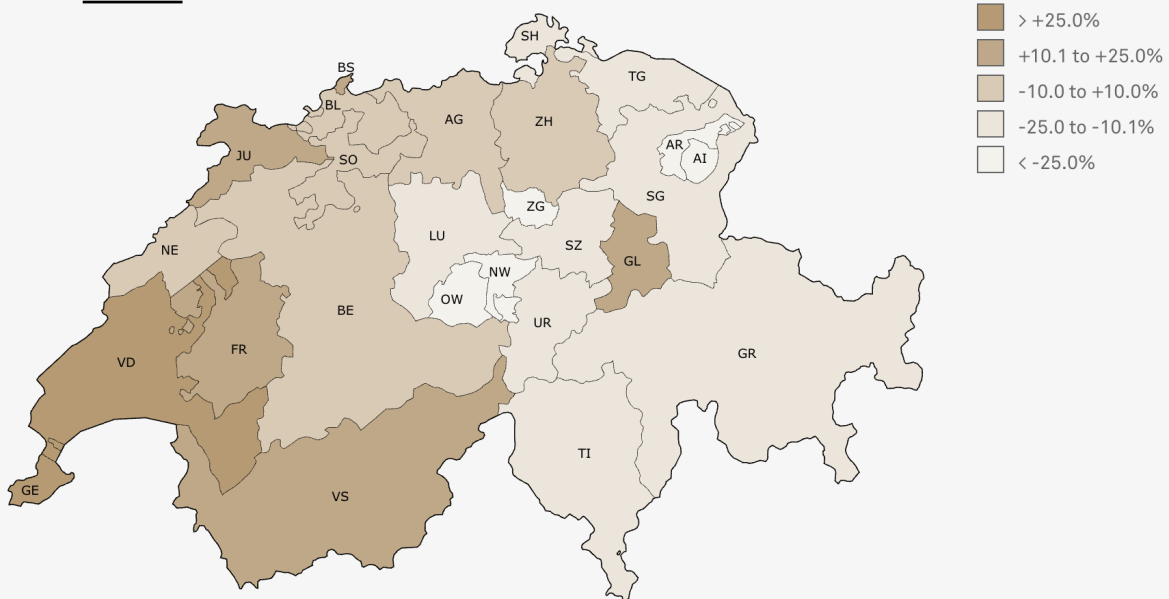 > +25.0%
+10.1 to +25.0%
-10.0 to +10.0%
-25.0 to -10.1%
< -25.0%
SH
BS
TG
BL
AG
ZH
AR
AI
JU
SO
SG
ZG
LU
SZ
NE
GL
NW
OW
BE
UR
FR
VD
GR
TI
GE
VS